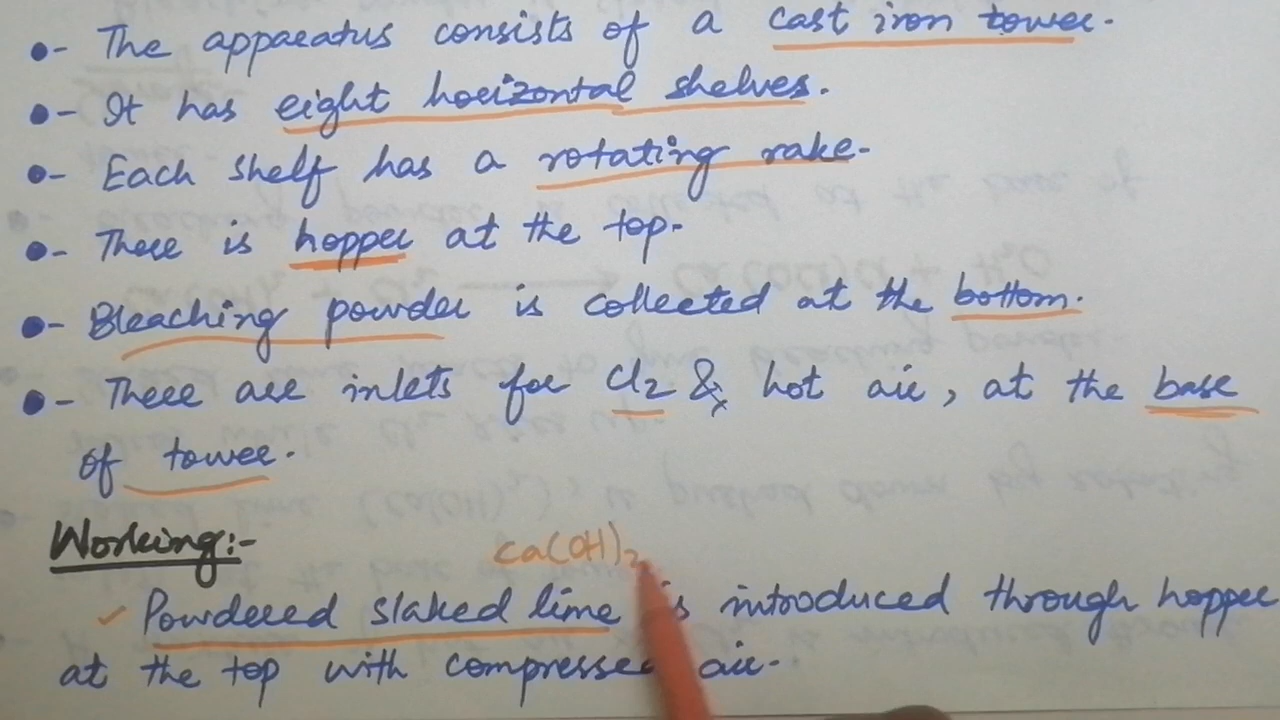 •- The apparatus consists of a cast iron tower.
•- It has eight horizontal shelves.
•- Each shelf has a rotating rake.
•- There is hopper at the top.
•- Bleaching powder is collected at the bottom.
•- There are inlets for Cl2 & hot air, at the base
of tower.
Working:-
Ca(OH)2
✓ Powdered slaked lime is introduced through hopper
at the top with compressed air.